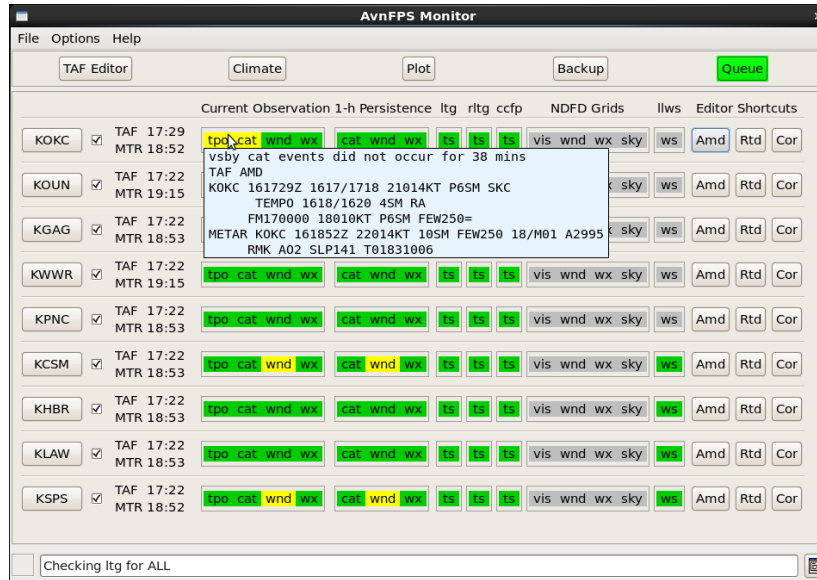 AvnFPS Monitor
File Options Help
TAF Editor Climate Plot Backup Queue
Current Observation 1-h Persistence ltg rltg ccfp NDFD Grids llws Editor Shortcuts
KOKC TAF 17:29 tpo cat wnd wx cat wnd wx ts ts ts vis wnd wx sky ws Amd Rtd Cor
MTR 18:52
vsby cat events did not occur for 38 mins
TAF AMD
KOKC 161729Z 1617/1718 21014KT P6SM SKC
TEMPO 1618/1620 4SM RA
FM170000 18010KT P6SM FEW250=
METAR KOKC 161852Z 22014KT 10SM FEW250 18/M01 A2995
RMK AO2 SLP141 T01831006
KOUN TAF 17:22 sky ws Amd Rtd Cor
MTR 19:15
KGAG TAF 17:22 sky ws Amd Rtd Cor
MTR 18:53
KWWR TAF 17:22 tpo cat wnd wx cat wnd wx ts ts ts vis wnd wx sky ws Amd Rtd Cor
MTR 19:15
KPNC TAF 17:22 tpo cat wnd wx cat wnd wx ts ts ts vis wnd wx sky ws Amd Rtd Cor
MTR 18:53
KCSM TAF 17:22 tpo cat wnd wx cat wnd wx ts ts ts vis wnd wx sky ws Amd Rtd Cor
MTR 18:53
KHBR TAF 17:22 tpo cat wnd wx cat wnd wx ts ts ts vis wnd wx sky ws Amd Rtd Cor
MTR 18:53
KLAW TAF 17:22 tpo cat wnd wx cat wnd wx ts ts ts vis wnd wx sky ws Amd Rtd Cor
MTR 18:53
KSPS TAF 17:22 tpo cat wnd wx cat wnd wx ts ts ts vis wnd wx sky ws Amd Rtd Cor
MTR 18:52
Checking ltg for ALL